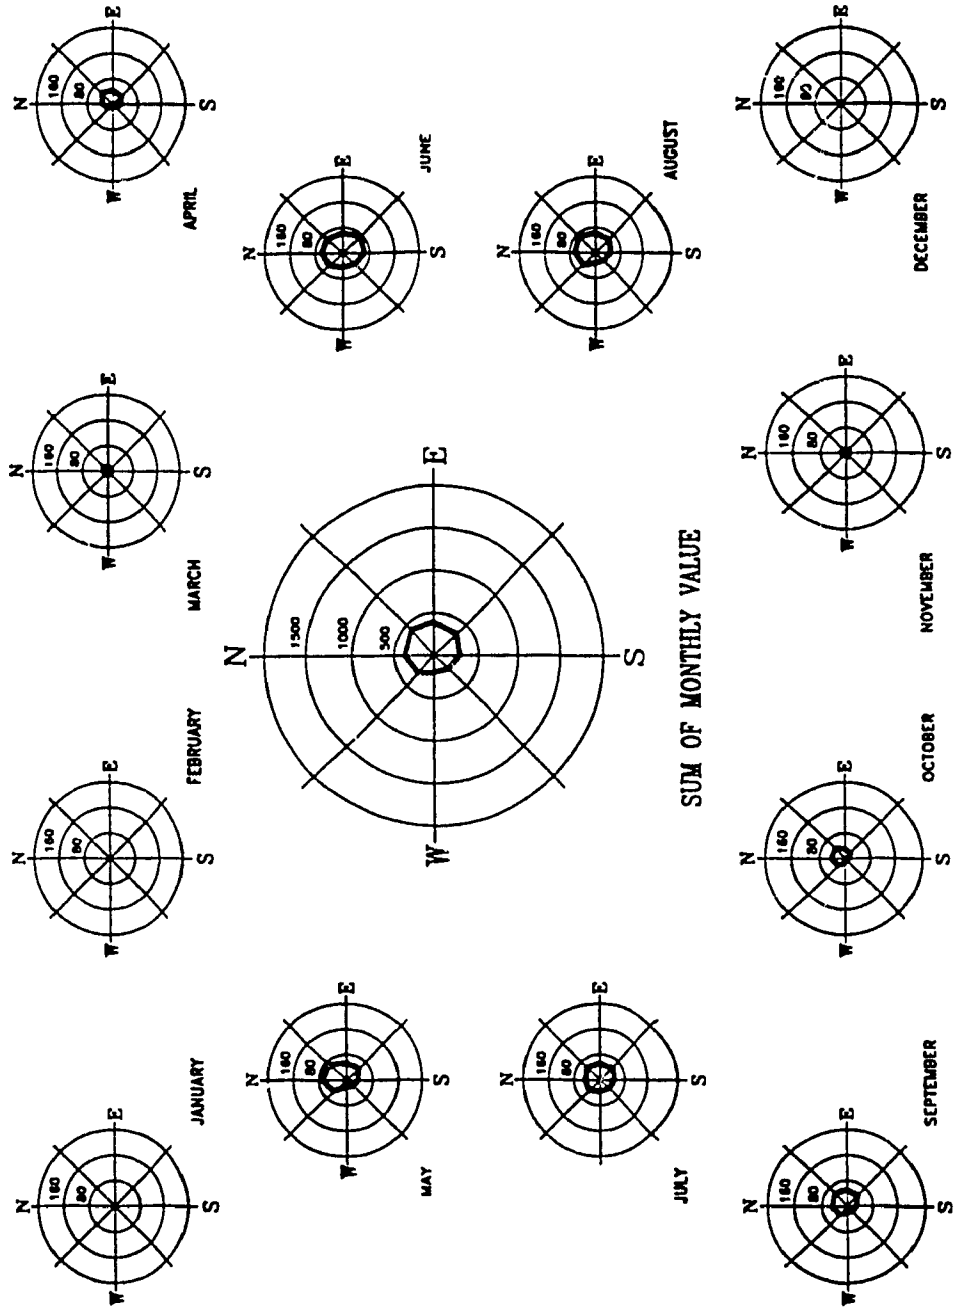 N
160
80
W
E
S
JANUARY
N
160
80
W
E
S
FEBRUARY
N
160
80
W
E
S
MARCH
N
160
80
W
E
S
APRIL
N
160
80
W
E
S
MAY
N
160
80
W
E
S
JUNE
N
1500
1000
500
W
E
S
SUM OF MONTHLY VALUE
N
160
80
E
S
JULY
N
160
80
W
E
S
AUGUST
N
160
80
W
E
S
SEPTEMBER
N
160
80
W
E
S
OCTOBER
N
160
80
W
E
S
NOVEMBER
N
160
80
W
E
S
DECEMBER